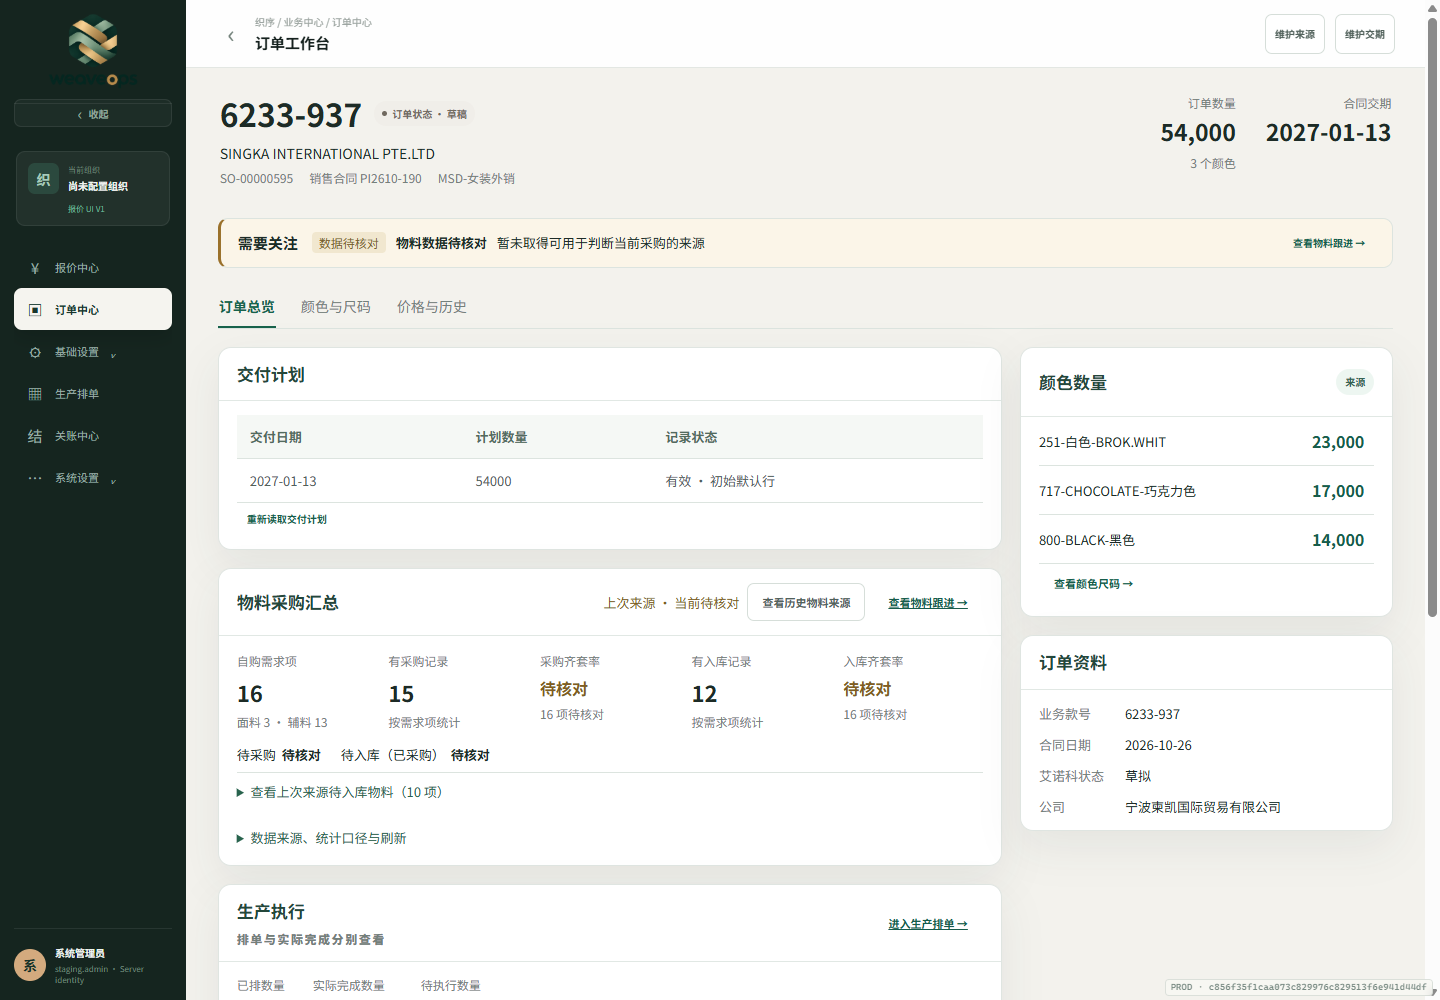 weaveops
‹ 收起
织
当前组织
尚未配置组织
报价 UI V1
¥ 报价中心
订单中心
基础设置
生产排单
结 关账中心
系统设置
系
系统管理员
staging.admin · Server identity
织序 / 业务中心 / 订单中心
订单工作台
维护来源
维护交期
6233-937
订单状态 · 草稿
SINGKA INTERNATIONAL PTE.LTD
SO-00000595 销售合同 PI2610-190 MSD-女装外销
订单数量
54,000
3 个颜色
合同交期
2027-01-13
需要关注 数据待核对 物料数据待核对 暂未取得可用于判断当前采购的来源
查看物料跟进 →
订单总览 颜色与尺码 价格与历史
交付计划
交付日期 计划数量 记录状态
2027-01-13 54000 有效 · 初始默认行
重新读取交付计划
物料采购汇总
上次来源 · 当前待核对 查看历史物料来源 查看物料跟进 →
自购需求项 有采购记录 采购齐套率 有入库记录 入库齐套率
16 15 待核对 12 待核对
面料 3 · 辅料 13 按需求项统计 16 项待核对 按需求项统计 16 项待核对
待采购 待核对 待入库（已采购） 待核对
▶ 查看上次来源待入库物料（10 项）
▶ 数据来源、统计口径与刷新
生产执行
排单与实际完成分别查看
进入生产排单 →
已排数量 实际完成数量 待执行数量
颜色数量
来源
251-白色-BROK.WHIT 23,000
717-CHOCOLATE-巧克力色 17,000
800-BLACK-黑色 14,000
查看颜色尺码 →
订单资料
业务款号 6233-937
合同日期 2026-10-26
艾诺科状态 草拟
公司 宁波柬凯国际贸易有限公司
PROD · c856f35f1caa073c829976c829513f6e941d44df